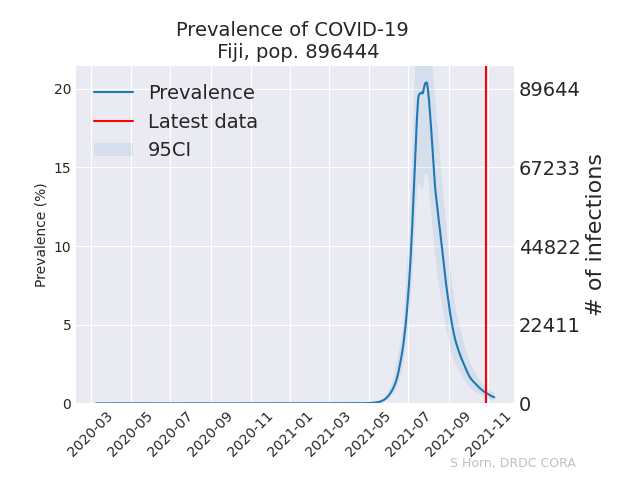 Prevalence of COVID-19
Fiji, pop. 896444
Prevalence
Latest data
95CI
Prevalence (%)
20
15
10
5
0
89644
67233
44822
22411
0
# of infections
2020-03
2020-05
2020-07
2020-09
2020-11
2021-01
2021-03
2021-05
2021-07
2021-09
2021-11
S Horn, DRDC CORA